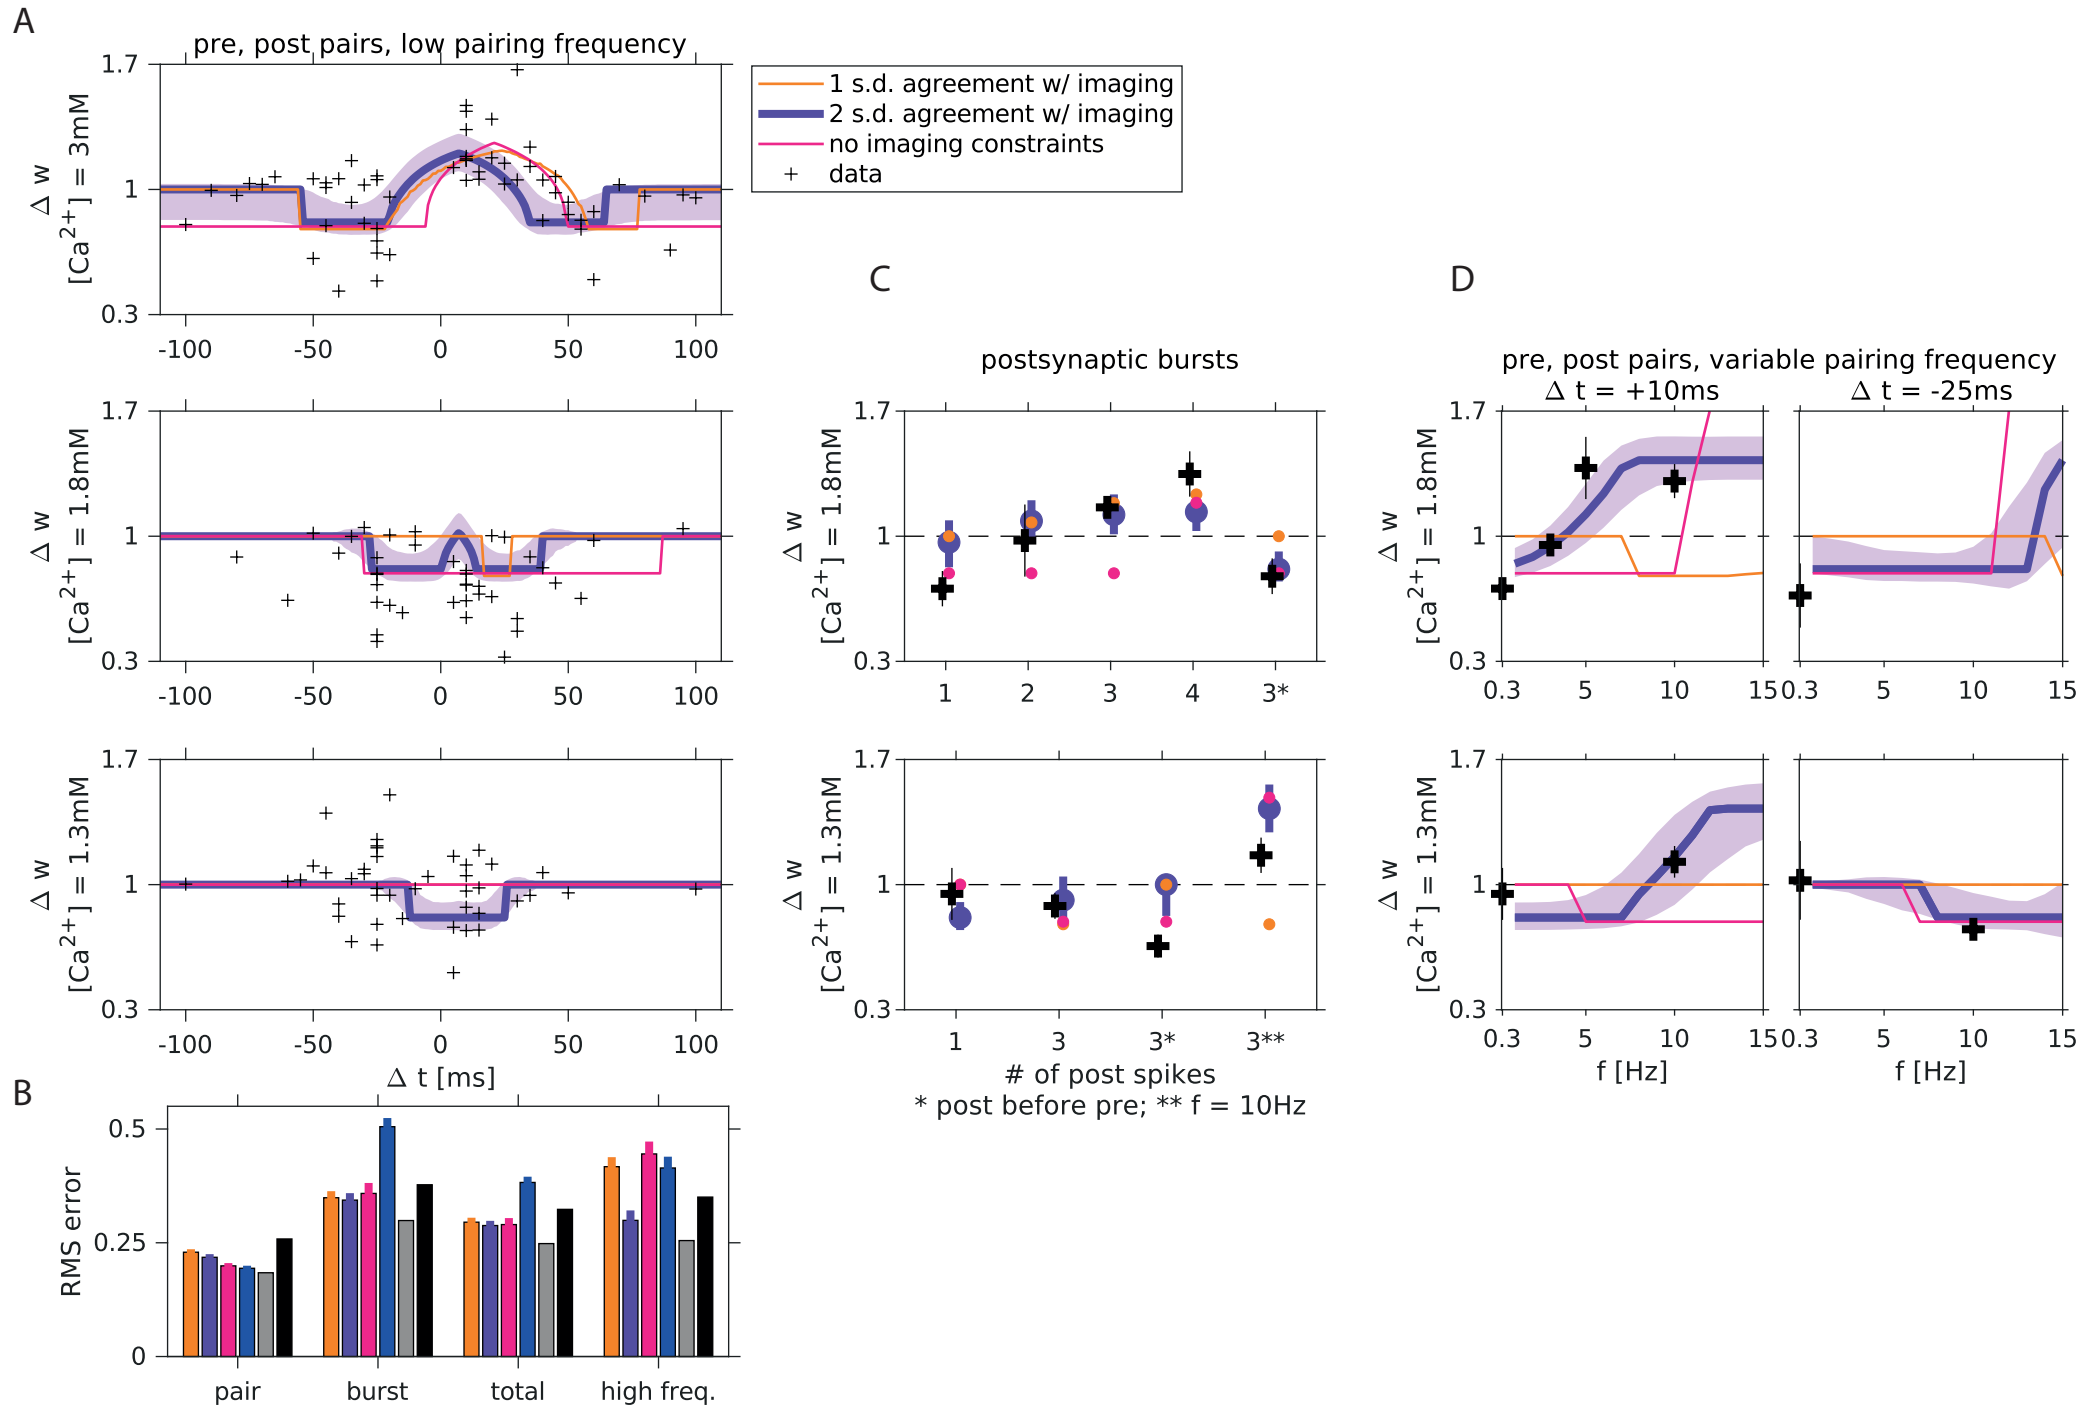 A
pre, post pairs, low pairing frequency
1.7
1
0.3
Δ w
[Ca2+] = 3mM
-100 -50 0 50 100
1 s.d. agreement w/ imaging
2 s.d. agreement w/ imaging
no imaging constraints
data
1.7
1
0.3
Δ w
[Ca2+] = 1.8mM
-100 -50 0 50 100
1.7
1
0.3
Δ w
[Ca2+] = 1.3mM
-100 -50 0 50 100
Δ t [ms]
B
0.5
0.25
0
RMS error
pair burst total high freq.
C
postsynaptic bursts
1.7
1
0.3
Δ w
[Ca2+] = 1.8mM
1 2 3 4 3*
1.7
1
0.3
Δ w
[Ca2+] = 1.3mM
1 3 3* 3**
# of post spikes
* post before pre; ** f = 10Hz
D
pre, post pairs, variable pairing frequency
Δ t = +10ms Δ t = -25ms
1.7
1
0.3
Δ w
[Ca2+] = 1.8mM
0.3 5 10 15 0.3 5 10 15
1.7
1
0.3
Δ w
[Ca2+] = 1.3mM
0.3 5 10 15 0.3 5 10 15
f [Hz] f [Hz]